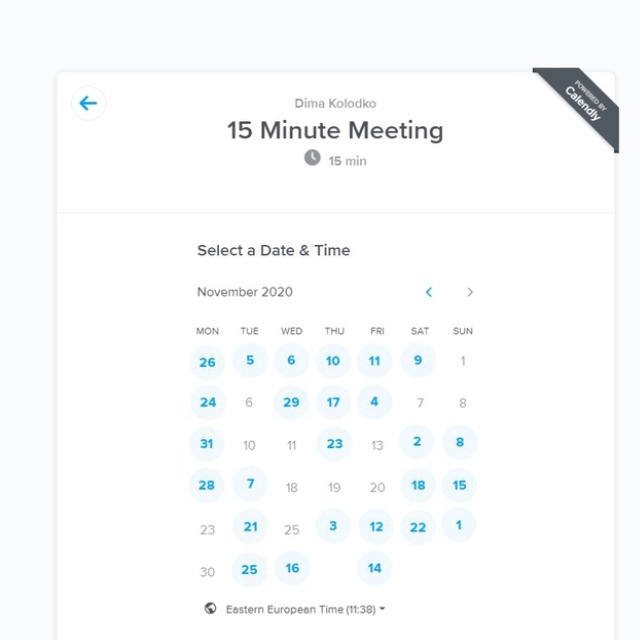 POWERED BY
Calendly
Dima Kolodko
15 Minute Meeting
15 min
Select a Date & Time
November 2020
MON TUE WED THU FRI SAT SUN
26 5 6 10 11 9 1
24 6 29 17 4 7 8
31 10 11 23 13 2 8
28 7 18 19 20 18 15
23 21 25 3 12 22 1
30 25 16 14
Eastern European Time (11:38)